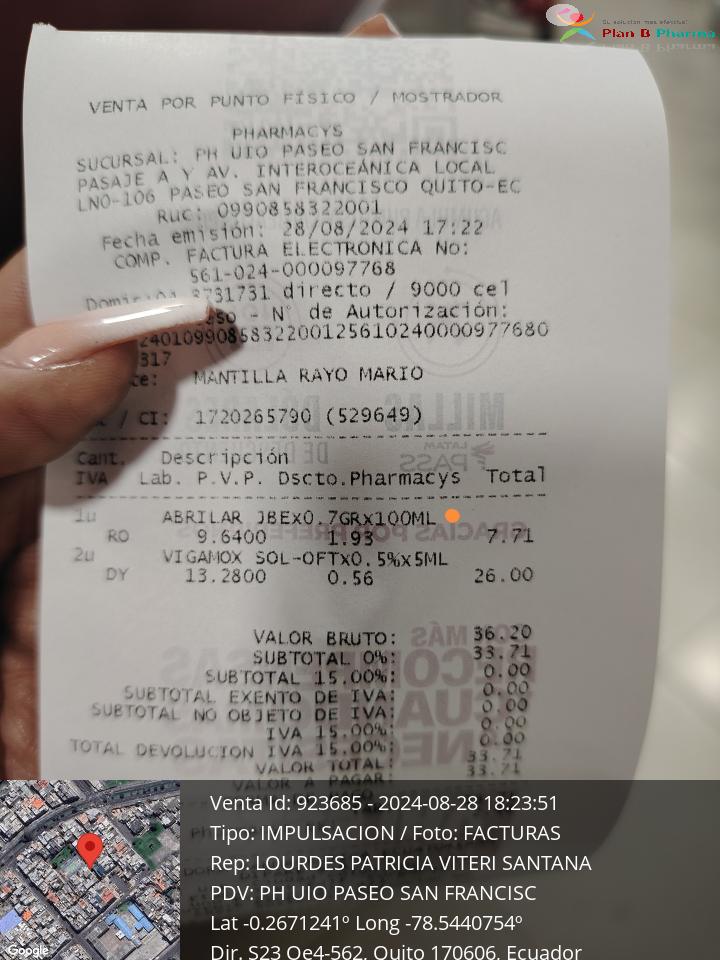 Su solución más efectiva!
Plan B Pharma
VENTA POR PUNTO FÍSICO / MOSTRADOR
PHARMACYS
SUCURSAL: PH UIO PASEO SAN FRANCISC
PASAJE A Y AV. INTEROCEÁNICA LOCAL
LN0-106 PASEO SAN FRANCISCO QUITO-EC
Ruc: 0990858322001
Fecha emisión: 28/08/2024 17:22
COMP. FACTURA ELECTRONICA No:
561-024-000097768
3731731 directo / 9000 cel
- N° de Autorización:
2401099085832200125610240000977680
317
MANTILLA RAYO MARIO
/ CI: 1720265790 (529649)
Cant. Descripción
IVA Lab. P.V.P. Dscto.Pharmacys Total
1u ABRILAR JBEx0.7GRx100ML
RO 9.6400 1.93 7.71
2u VIGAMOX SOL-OFTx0.5%x5ML
DY 13.2800 0.56 26.00
VALOR BRUTO: 36.20
SUBTOTAL 0%: 33.71
SUBTOTAL 15.00%: 0.00
SUBTOTAL EXENTO DE IVA: 0.00
SUBTOTAL NO OBJETO DE IVA: 0.00
IVA 15.00%: 0.00
TOTAL DEVOLUCION IVA 15.00%: 0.00
VALOR TOTAL: 33.71
VALOR A PAGAR: 33.71
Venta Id: 923685 - 2024-08-28 18:23:51
Tipo: IMPULSACION / Foto: FACTURAS
Rep: LOURDES PATRICIA VITERI SANTANA
PDV: PH UIO PASEO SAN FRANCISC
Lat -0.2671241º Long -78.5440754º
Dir. S23 Oe4-562, Quito 170606, Ecuador
Google